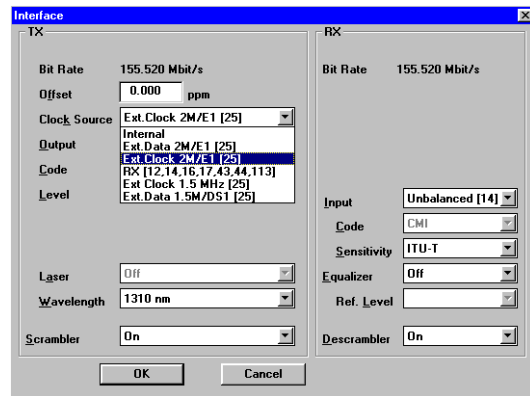 Interface
TX
Bit Rate 155.520 Mbit/s
Offset 0.000 ppm
Clock Source Ext.Clock 2M/E1 [25]
Internal
Ext.Data 2M/E1 [25]
Ext.Clock 2M/E1 [25]
RX [12,14,16,17,43,44,113]
Ext Clock 1.5 MHz [25]
Ext.Data 1.5M/DS1 [25]
Output
Code
Level
Laser Off
Wavelength 1310 nm
Scrambler On
RX
Bit Rate 155.520 Mbit/s
Input Unbalanced [14]
Code CMI
Sensitivity ITU-T
Equalizer Off
Ref. Level
Descrambler On
OK Cancel